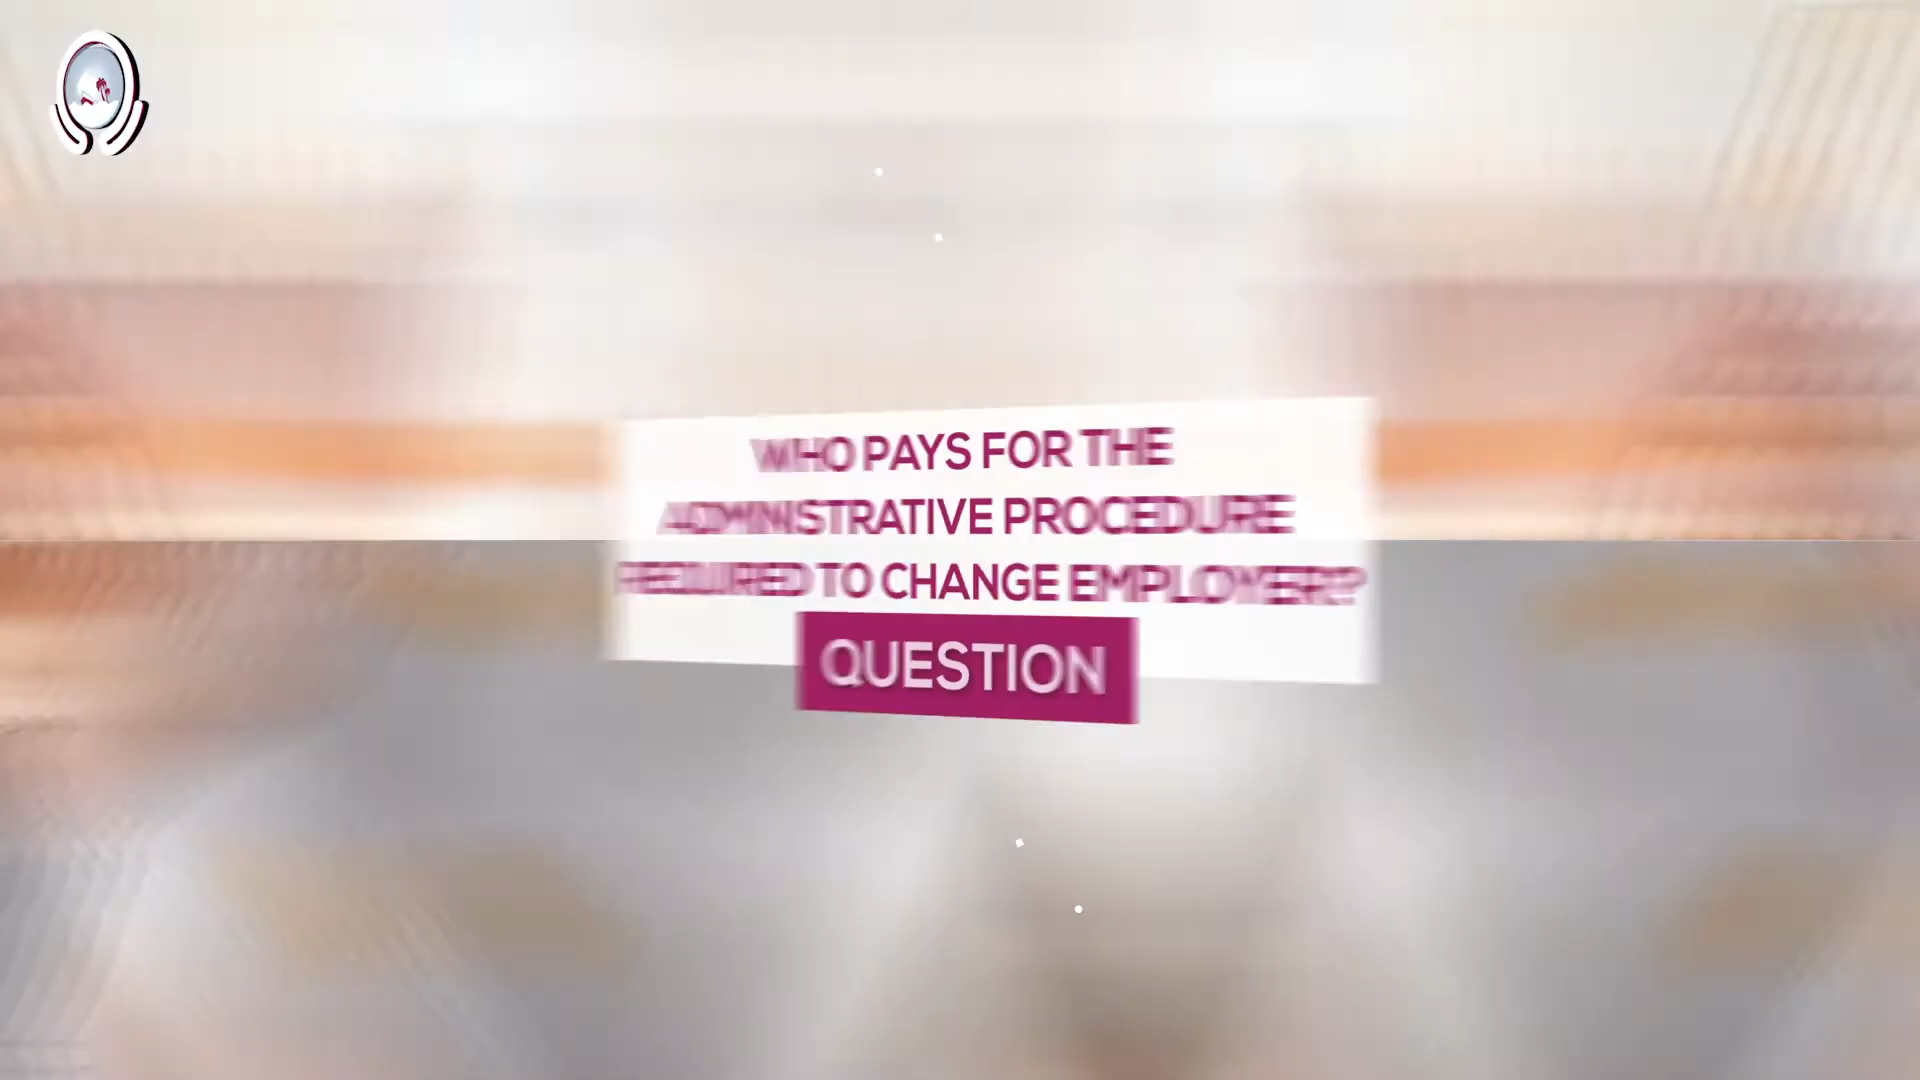 WHO PAYS FOR THE
ADMINISTRATIVE PROCEDURE
REQUIRED TO CHANGE EMPLOYER?
QUESTION